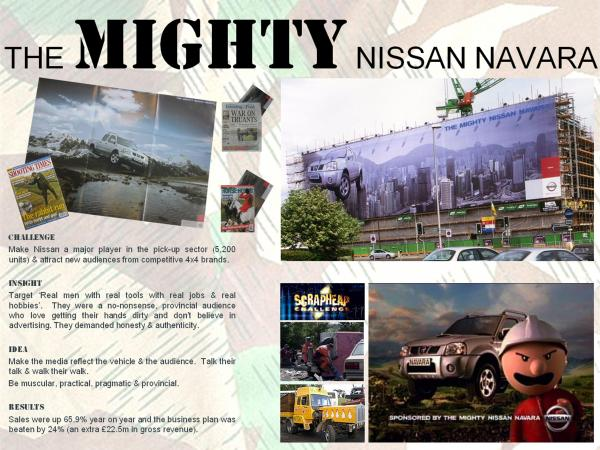 THE MIGHTY NISSAN NAVARA
WAR ON
TRUANTS
SHOOTING TIMES
THE MIGHTY NISSAN NAVARA
NISSAN
CHALLENGE
Make Nissan a major player in the pick-up sector (5,200
units) & attract new audiences from competitive 4x4 brands.
INSIGHT
Target 'Real men with real tools with real jobs & real
hobbies'. They were a no-nonsense, provincial audience
who love getting their hands dirty and don't believe in
advertising. They demanded honesty & authenticity.
IDEA
Make the media reflect the vehicle & the audience. Talk their
talk & walk their walk.
Be muscular, practical, pragmatic & provincial.
RESULTS
Sales were up 65.9% year on year and the business plan was
beaten by 24% (an extra £22.5m in gross revenue).
SCRAPHEAP
CHALLENGE
SPONSORED BY THE MIGHTY NISSAN NAVARA
NISSAN